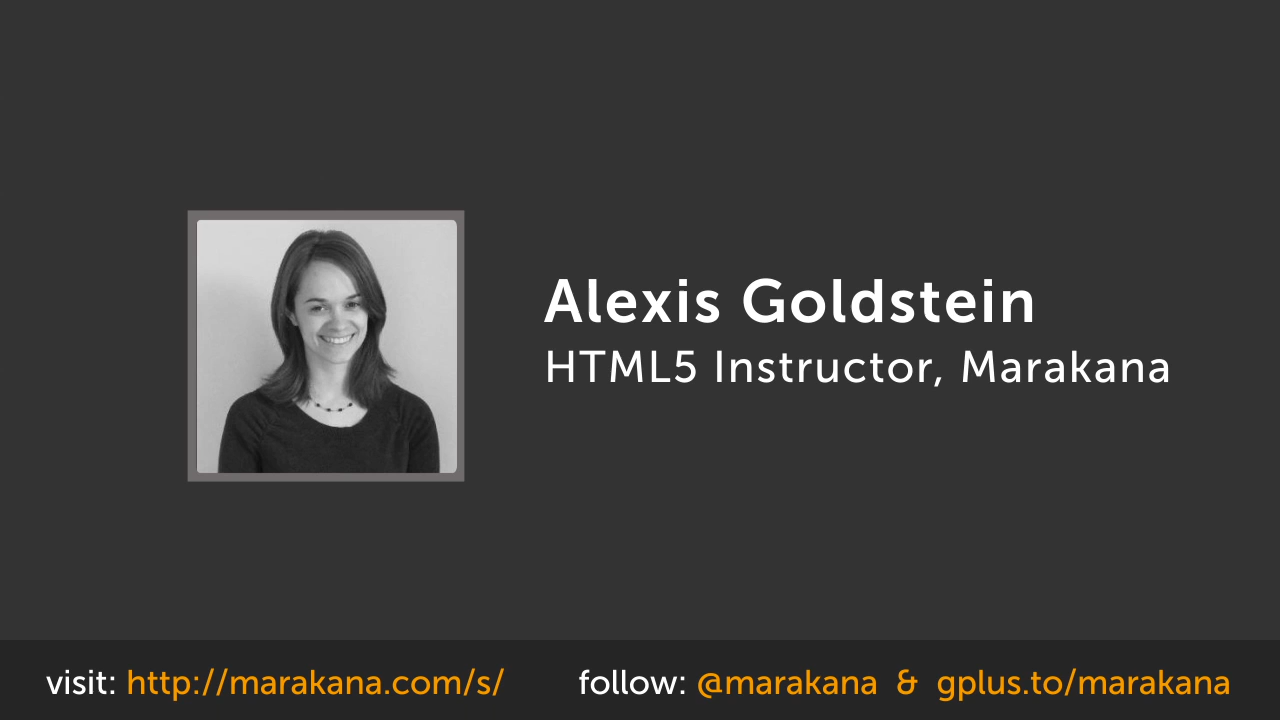 Alexis Goldstein
HTML5 Instructor, Marakana
visit: http://marakana.com/s/ follow: @marakana & gplus.to/marakana